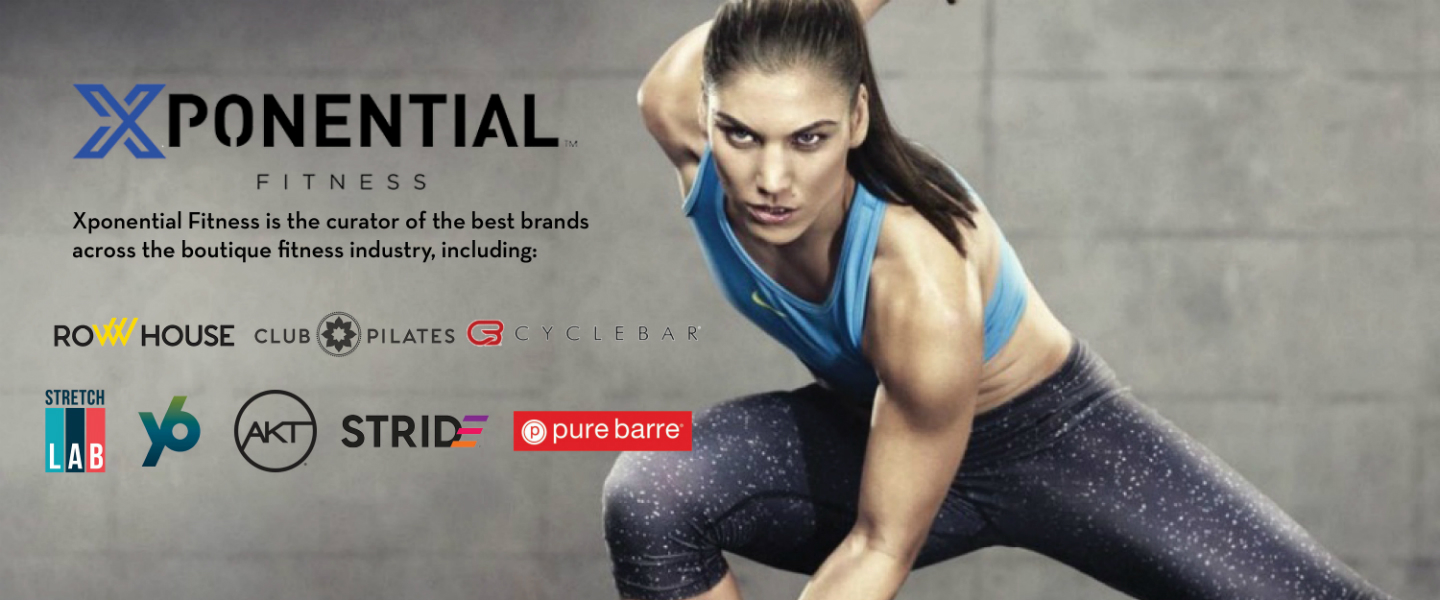 XPONENTIAL™
FITNESS
Xponential Fitness is the curator of the best brands
across the boutique fitness industry, including:
ROW HOUSE CLUB PILATES CYCLEBAR
STRETCH
LAB
Y6
AKT
STRIDE
pure barre